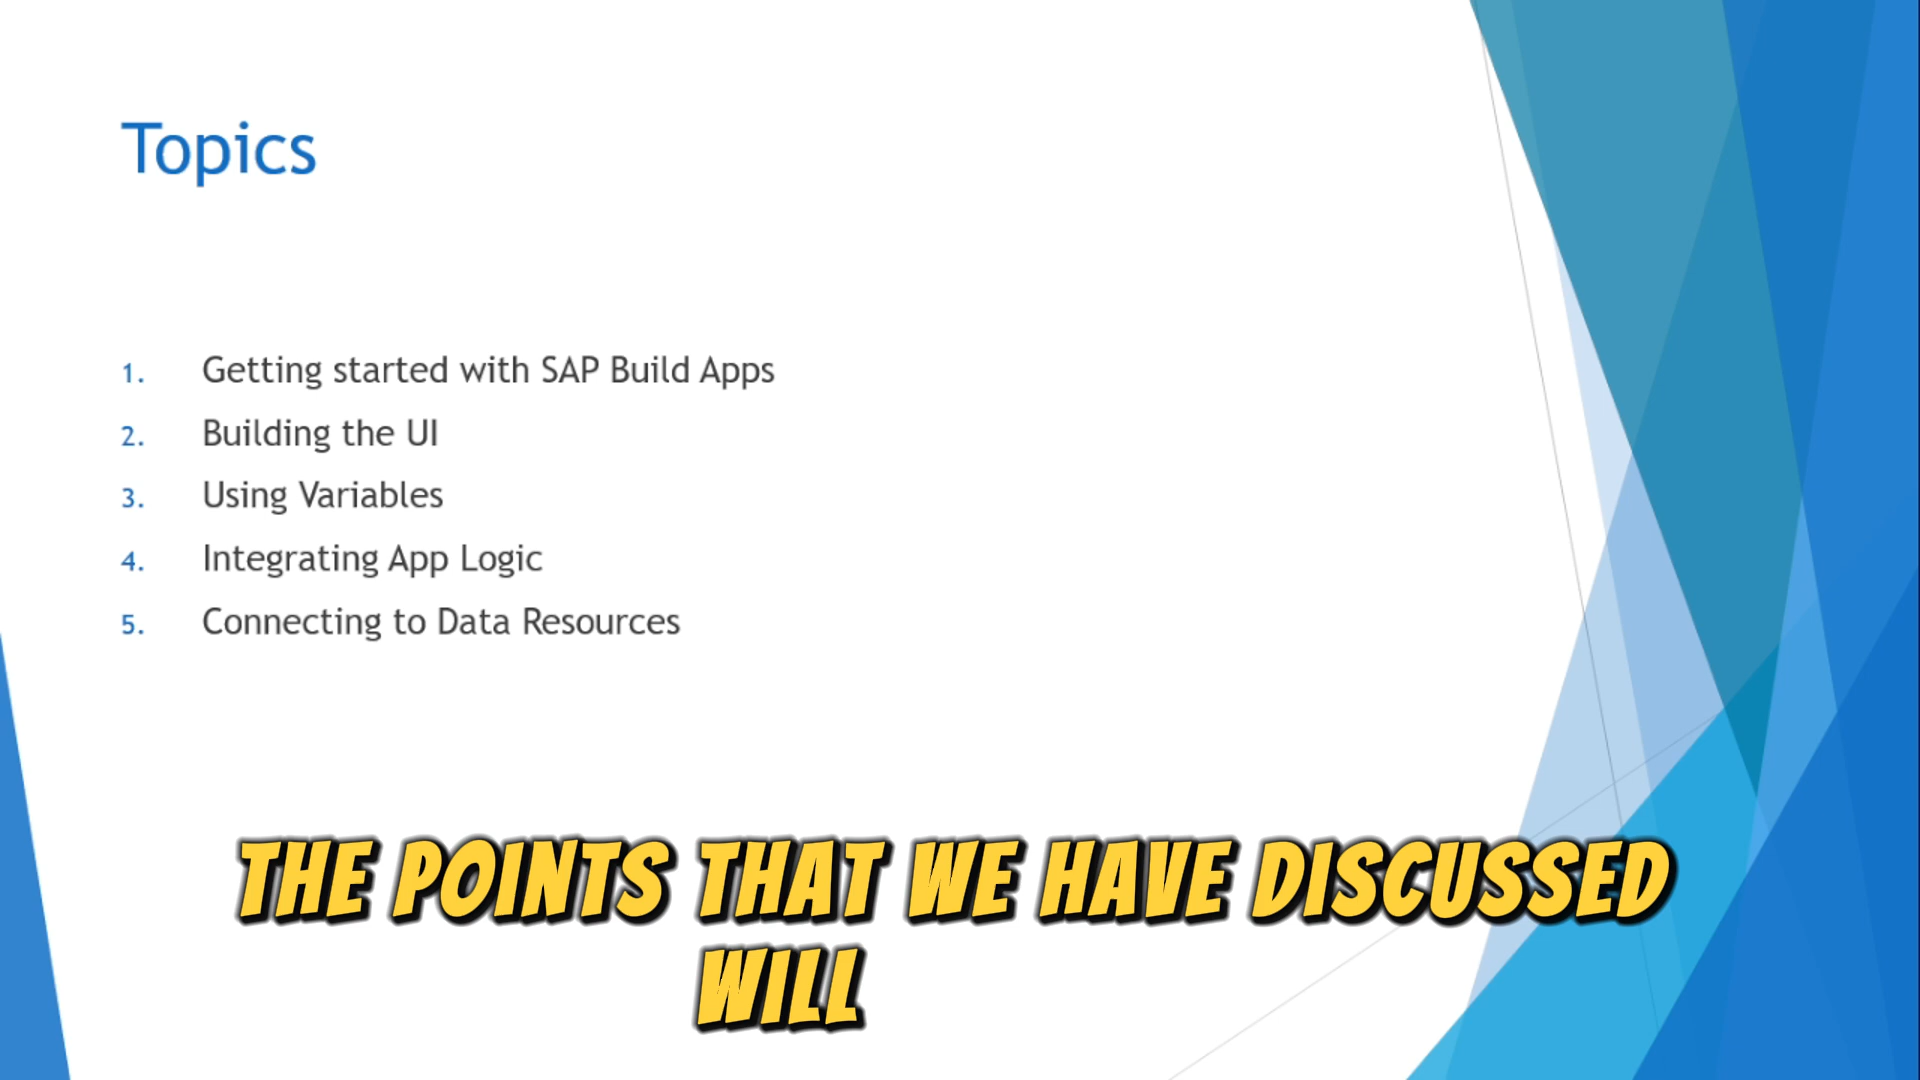 Topics
1. Getting started with SAP Build Apps
2. Building the UI
3. Using Variables
4. Integrating App Logic
5. Connecting to Data Resources
THE POINTS THAT WE HAVE DISCUSSED
WILL